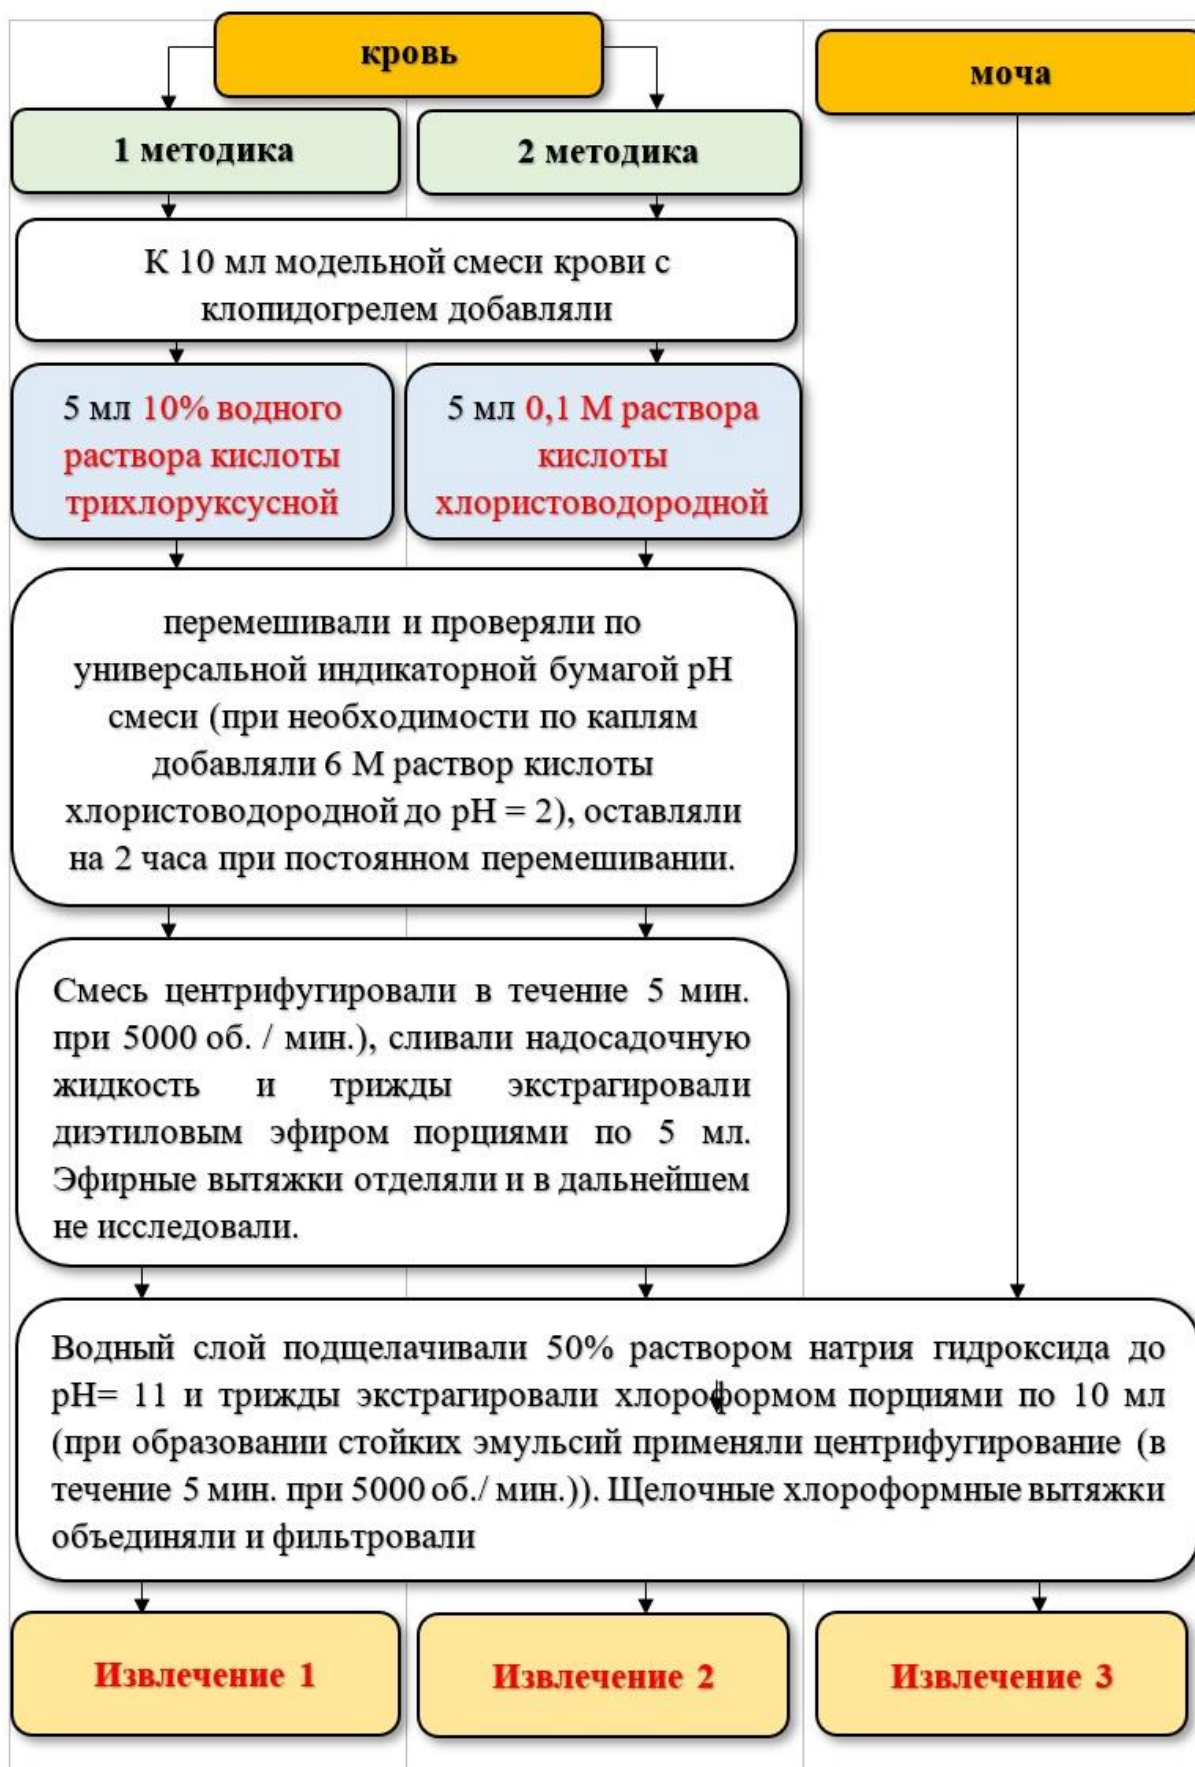 кровь
моча
1 методика
2 методика
К 10 мл модельной смеси крови с
клопидогрелем добавляли
5 мл 10% водного
раствора кислоты
трихлоруксусной
5 мл 0,1 М раствора
кислоты
хлористоводородной
перемешивали и проверяли по
универсальной индикаторной бумагой pH
смеси (при необходимости по каплям
добавляли 6 М раствор кислоты
хлористоводородной до pH = 2), оставляли
на 2 часа при постоянном перемешивании.
Смесь центрифугировали в течение 5 мин.
при 5000 об. / мин.), сливали надосадочную
жидкость и трижды экстрагировали
диэтиловым эфиром порциями по 5 мл.
Эфирные вытяжки отделяли и в дальнейшем
не исследовали.
Водный слой подщелачивали 50% раствором натрия гидроксида до
pH= 11 и трижды экстрагировали хлороформом порциями по 10 мл
(при образовании стойких эмульсий применяли центрифугирование (в
течение 5 мин. при 5000 об./ мин.)). Щелочные хлороформные вытяжки
объединяли и фильтровали
Извлечение 1
Извлечение 2
Извлечение 3